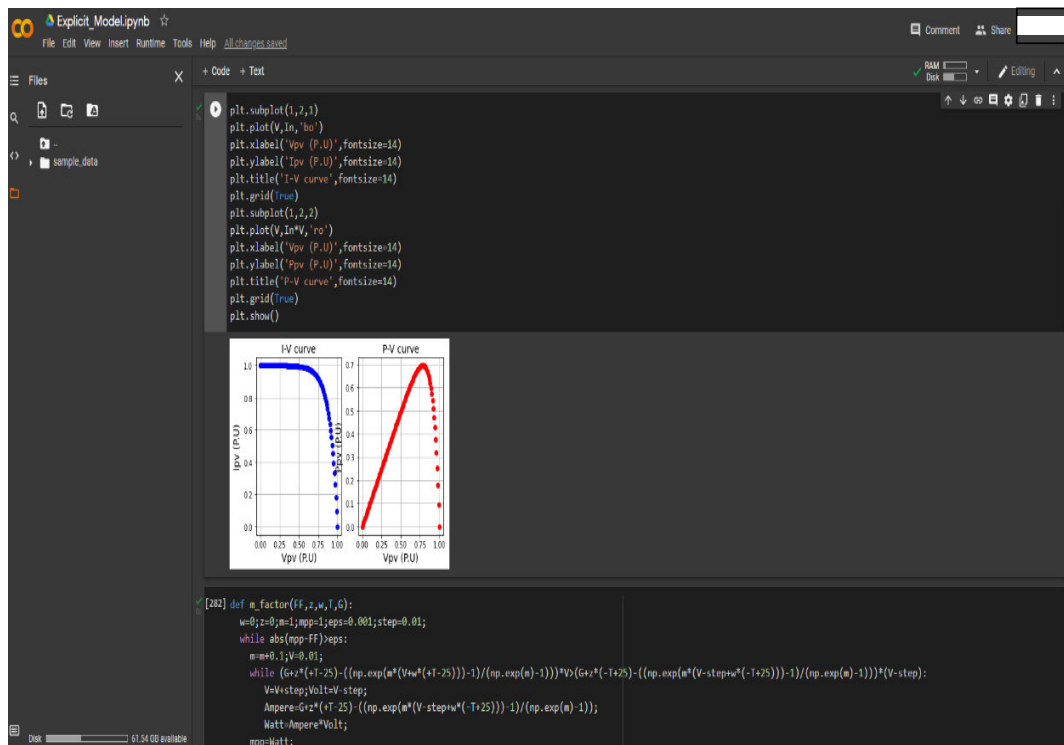 Explicit_Model.ipynb
File Edit View Insert Runtime Tools Help All changes saved
Comment Share
Files
+ Code + Text
RAM
Disk
Editing
..
sample_data
plt.subplot(1,2,1)
plt.plot(V,In,'bo')
plt.xlabel('Vpv (P.U)',fontsize=14)
plt.ylabel('Ipv (P.U)',fontsize=14)
plt.title('I-V curve',fontsize=14)
plt.grid(True)
plt.subplot(1,2,2)
plt.plot(V,In*V,'ro')
plt.xlabel('Vpv (P.U)',fontsize=14)
plt.ylabel('Ppv (P.U)',fontsize=14)
plt.title('P-V curve',fontsize=14)
plt.grid(True)
plt.show()
I-V curve
1.0
0.8
0.6
0.4
0.2
0.0
Ipv (P.U)
0.00 0.25 0.50 0.75 1.00
Vpv (P.U)
P-V curve
0.7
0.6
0.5
0.4
0.3
0.2
0.1
0.0
Ppv (P.U)
0.00 0.25 0.50 0.75 1.00
Vpv (P.U)
[282] def m_factor(FF,z,w,T,G):
w=0;z=0;m=1;mpp=1;eps=0.001;step=0.01;
while abs(mpp-FF)>eps:
m=m+0.1;V=0.01;
while (G+z*(+T-25)-((np.exp(m*(V+w*(+T-25)))-1)/(np.exp(m)-1)))*V>(G+z*(-T+25)-((np.exp(m*(V-step+w*(-T+25)))-1)/(np.exp(m)-1)))*(V-step):
V=V+step;Volt=V-step;
Ampere=G+z*(+T-25)-((np.exp(m*(V-step+w*(-T+25)))-1)/(np.exp(m)-1));
Watt=Ampere*Volt;
mpp=Watt;
Disk 61.54 GB available